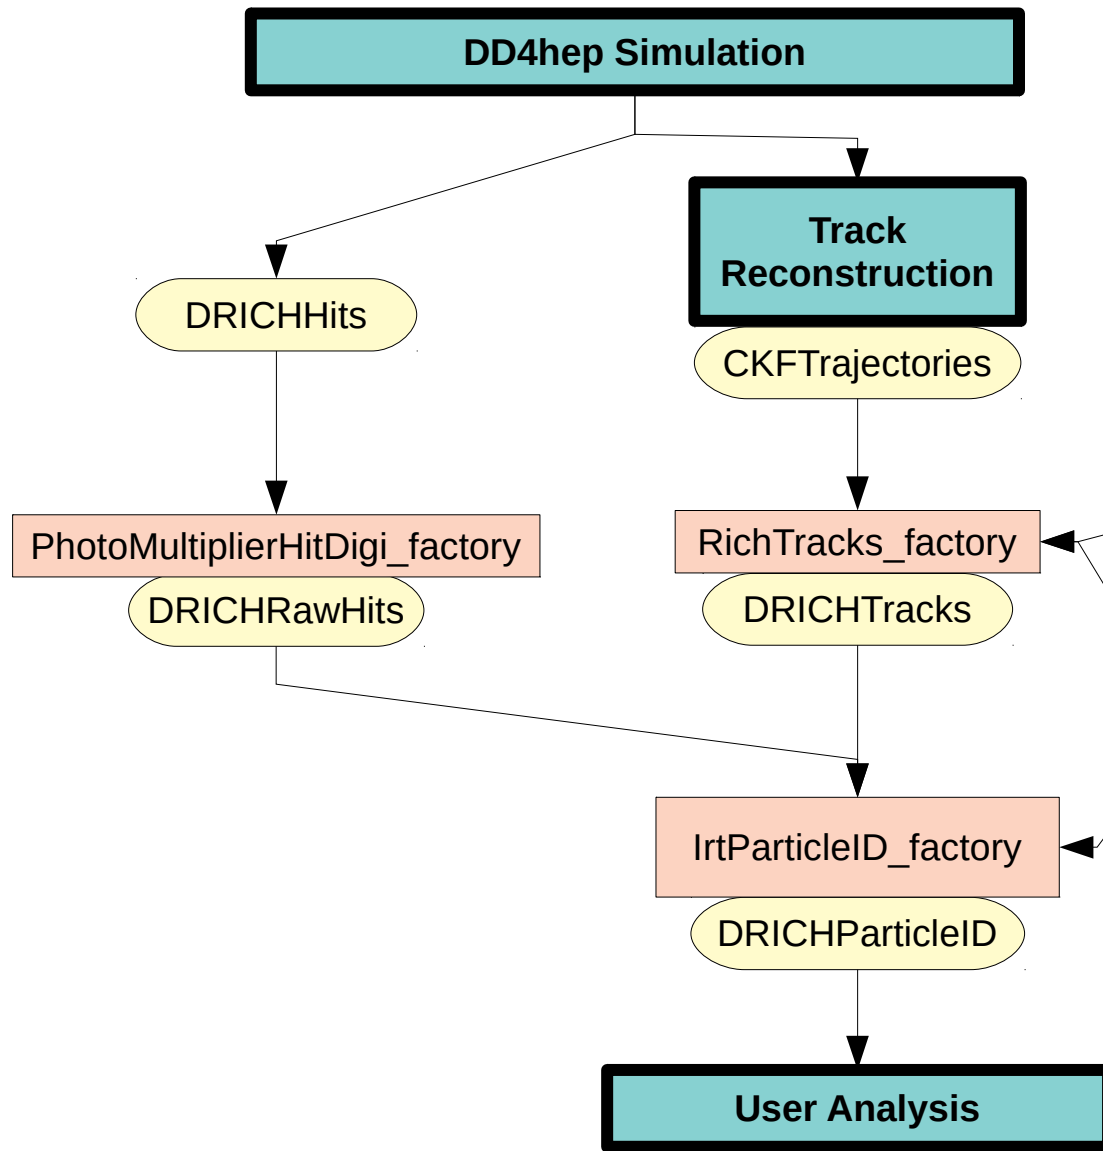 DD4hep Simulation
Track
Reconstruction
DRICHHits
CKFTrajectories
PhotoMultiplierHitDigi_factory
RichTracks_factory
DRICHRawHits
DRICHTracks
IrtParticleID_factory
DRICHParticleID
User Analysis